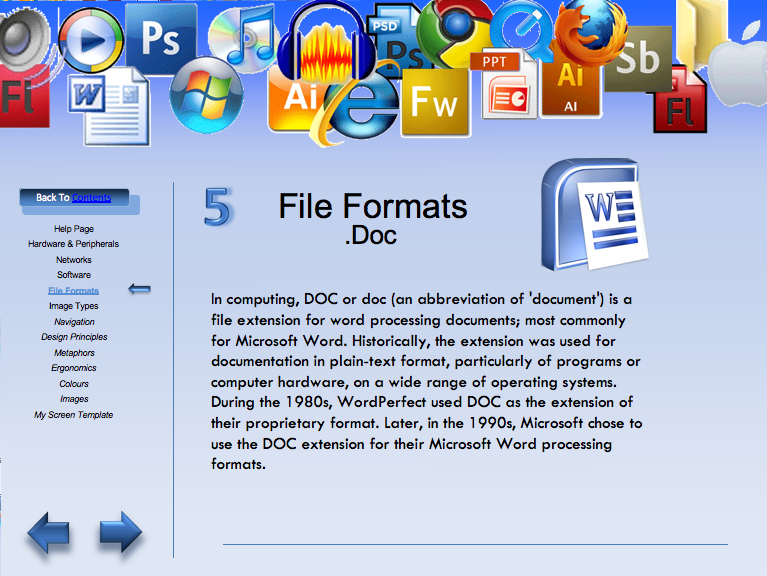 Ps
PSD
Ps
Sb
PPT
Ai
AI
Fl
W
Ai
Fw
Fl
Back To Contents
Help Page
Hardware & Peripherals
Networks
Software
File Formats
Image Types
Navigation
Design Principles
Metaphors
Ergonomics
Colours
Images
My Screen Template
5
File Formats
.Doc
W
In computing, DOC or doc (an abbreviation of 'document') is a
file extension for word processing documents; most commonly
for Microsoft Word. Historically, the extension was used for
documentation in plain-text format, particularly of programs or
computer hardware, on a wide range of operating systems.
During the 1980s, WordPerfect used DOC as the extension of
their proprietary format. Later, in the 1990s, Microsoft chose to
use the DOC extension for their Microsoft Word processing
formats.